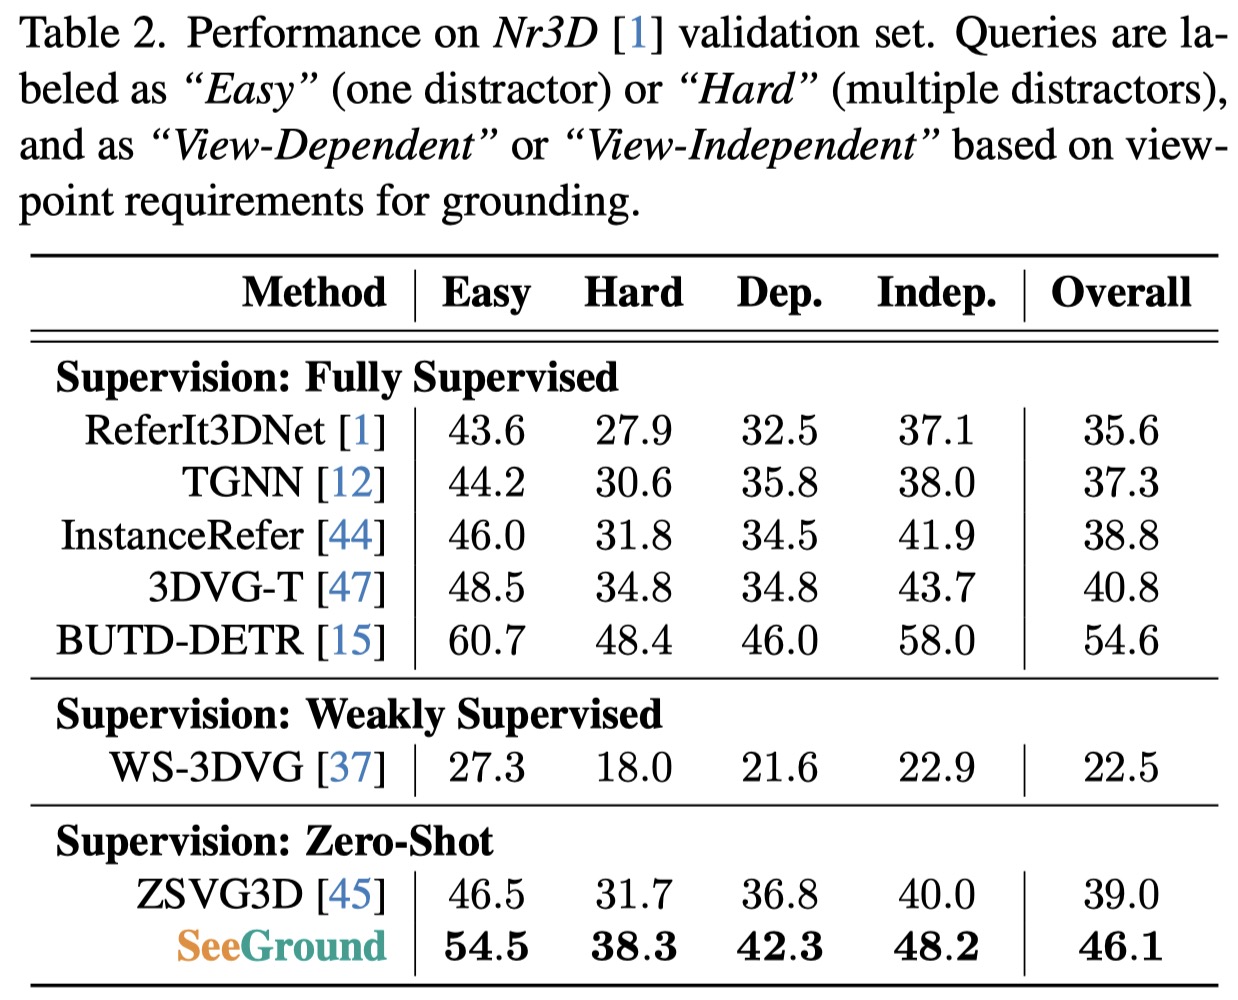 Table 2. Performance on Nr3D [1] validation set. Queries are la-
beled as “Easy” (one distractor) or “Hard” (multiple distractors),
and as “View-Dependent” or “View-Independent” based on view-
point requirements for grounding.
Method Easy Hard Dep. Indep. Overall
Supervision: Fully Supervised
ReferIt3DNet [1] 43.6 27.9 32.5 37.1 35.6
TGNN [12] 44.2 30.6 35.8 38.0 37.3
InstanceRefer [44] 46.0 31.8 34.5 41.9 38.8
3DVG-T [47] 48.5 34.8 34.8 43.7 40.8
BUTD-DETR [15] 60.7 48.4 46.0 58.0 54.6
Supervision: Weakly Supervised
WS-3DVG [37] 27.3 18.0 21.6 22.9 22.5
Supervision: Zero-Shot
ZSVG3D [45] 46.5 31.7 36.8 40.0 39.0
SeeGround 54.5 38.3 42.3 48.2 46.1